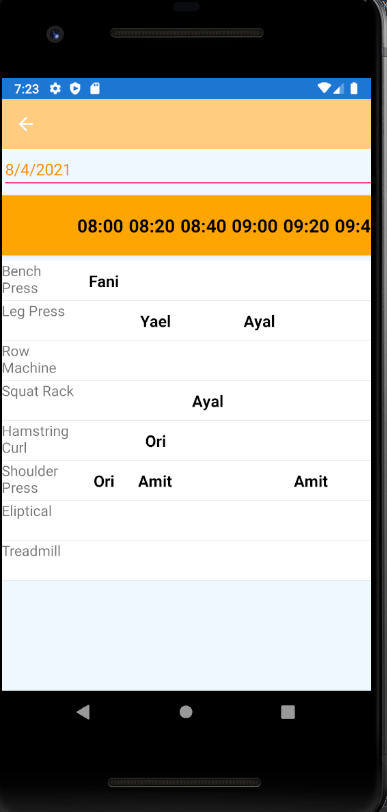 7:23
8/4/2021
08:00 08:20 08:40 09:00 09:20 09:4
Bench
Press
Fani
Leg Press
Yael Ayal
Row
Machine
Squat Rack
Ayal
Hamstring
Curl
Ori
Shoulder
Press
Ori Amit Amit
Eliptical
Treadmill